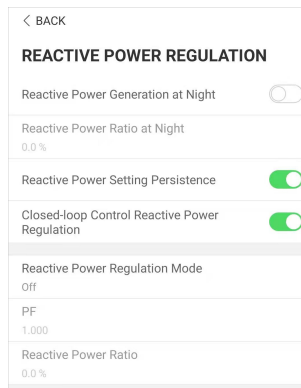 < BACK
REACTIVE POWER REGULATION
Reactive Power Generation at Night
Reactive Power Ratio at Night
0.0 %
Reactive Power Setting Persistence
Closed-loop Control Reactive Power
Regulation
Reactive Power Regulation Mode
Off
PF
1.000
Reactive Power Ratio
0.0 %